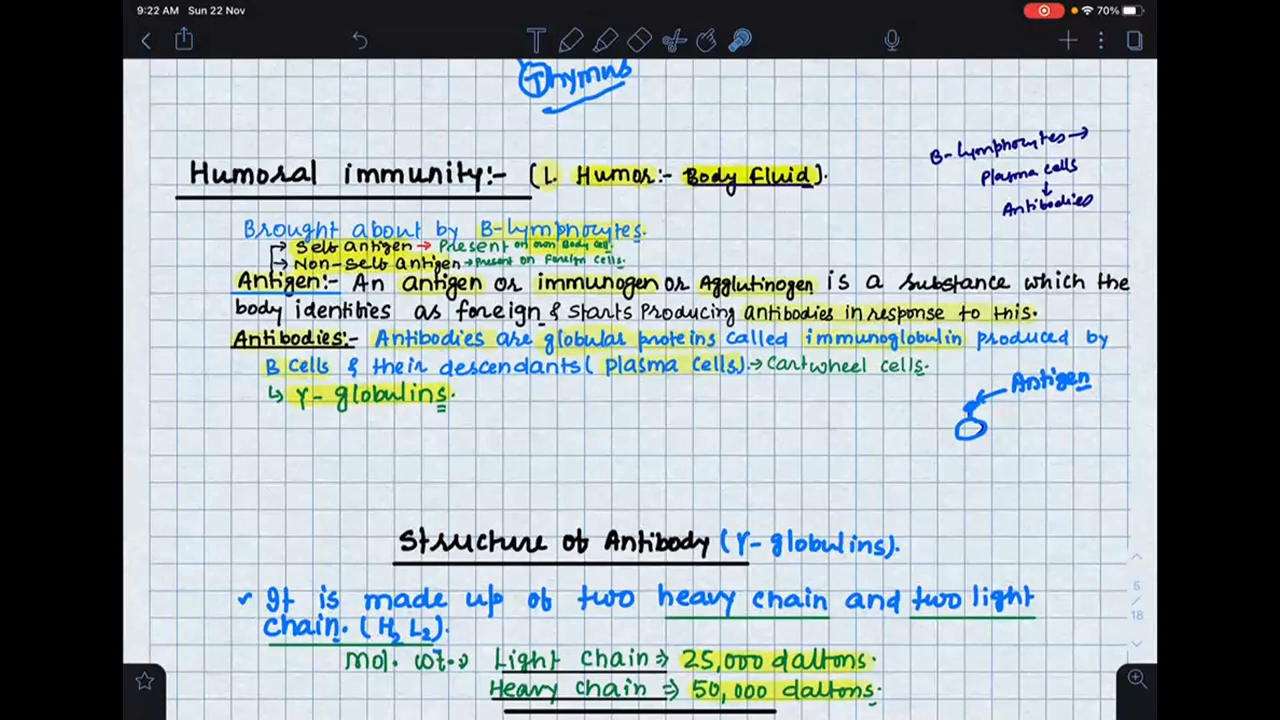 9:22 AM Sun 22 Nov
70%
Thymus
Humoral immunity:- (L. Humor:- Body fluid).
B-lymphocytes →
Plasma cells
↓
Antibodies
Brought about by B-lymphocytes.
→ Self antigen → Present on own Body cell.
→ Non-Self antigen → Present on Foreign cells.
Antigen:- An antigen or immunogen or Agglutinogen is a substance which the
body identities as foreign & starts Producing antibodies in response to this.
Antibodies:- Antibodies are globular proteins called immunoglobulin produced by
B cells & their descendants ( plasma cells). → Cartwheel cells.
↳ γ- globulins.
Antigen
Structure of Antibody (γ- globulins).
It is made up of two heavy chain and two light
chain. ( H2 L2).
Mol. wt. → Light chain ⇒ 25,000 daltons.
Heavy chain ⇒ 50,000 daltons.
5
/
18